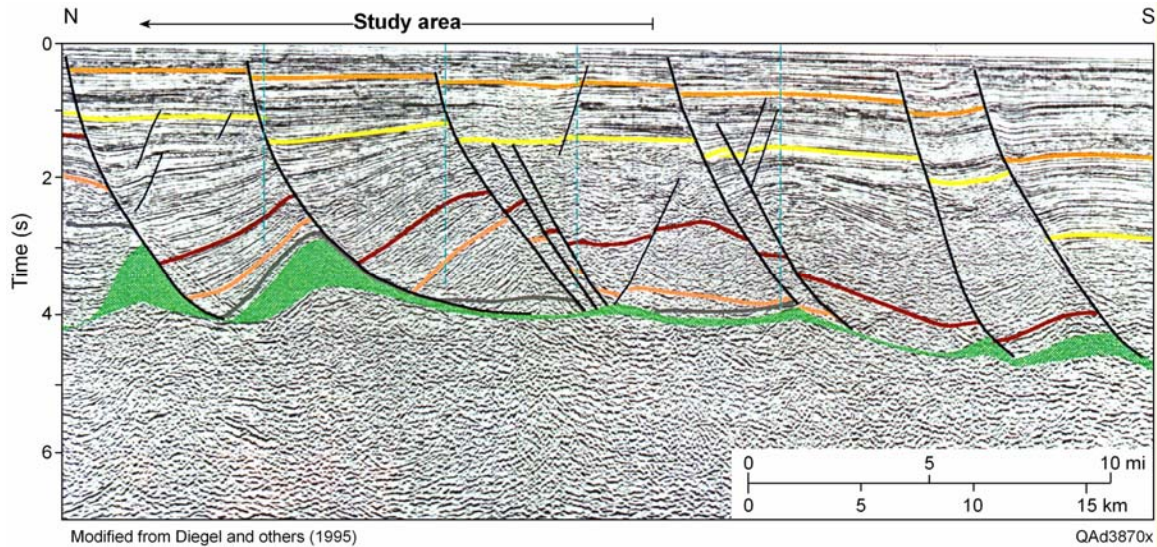 N
Study area
S
0
2
4
6
Time (s)
0 5 10 mi
0 5 10 15 km
Modified from Diegel and others (1995)
QAd3870x